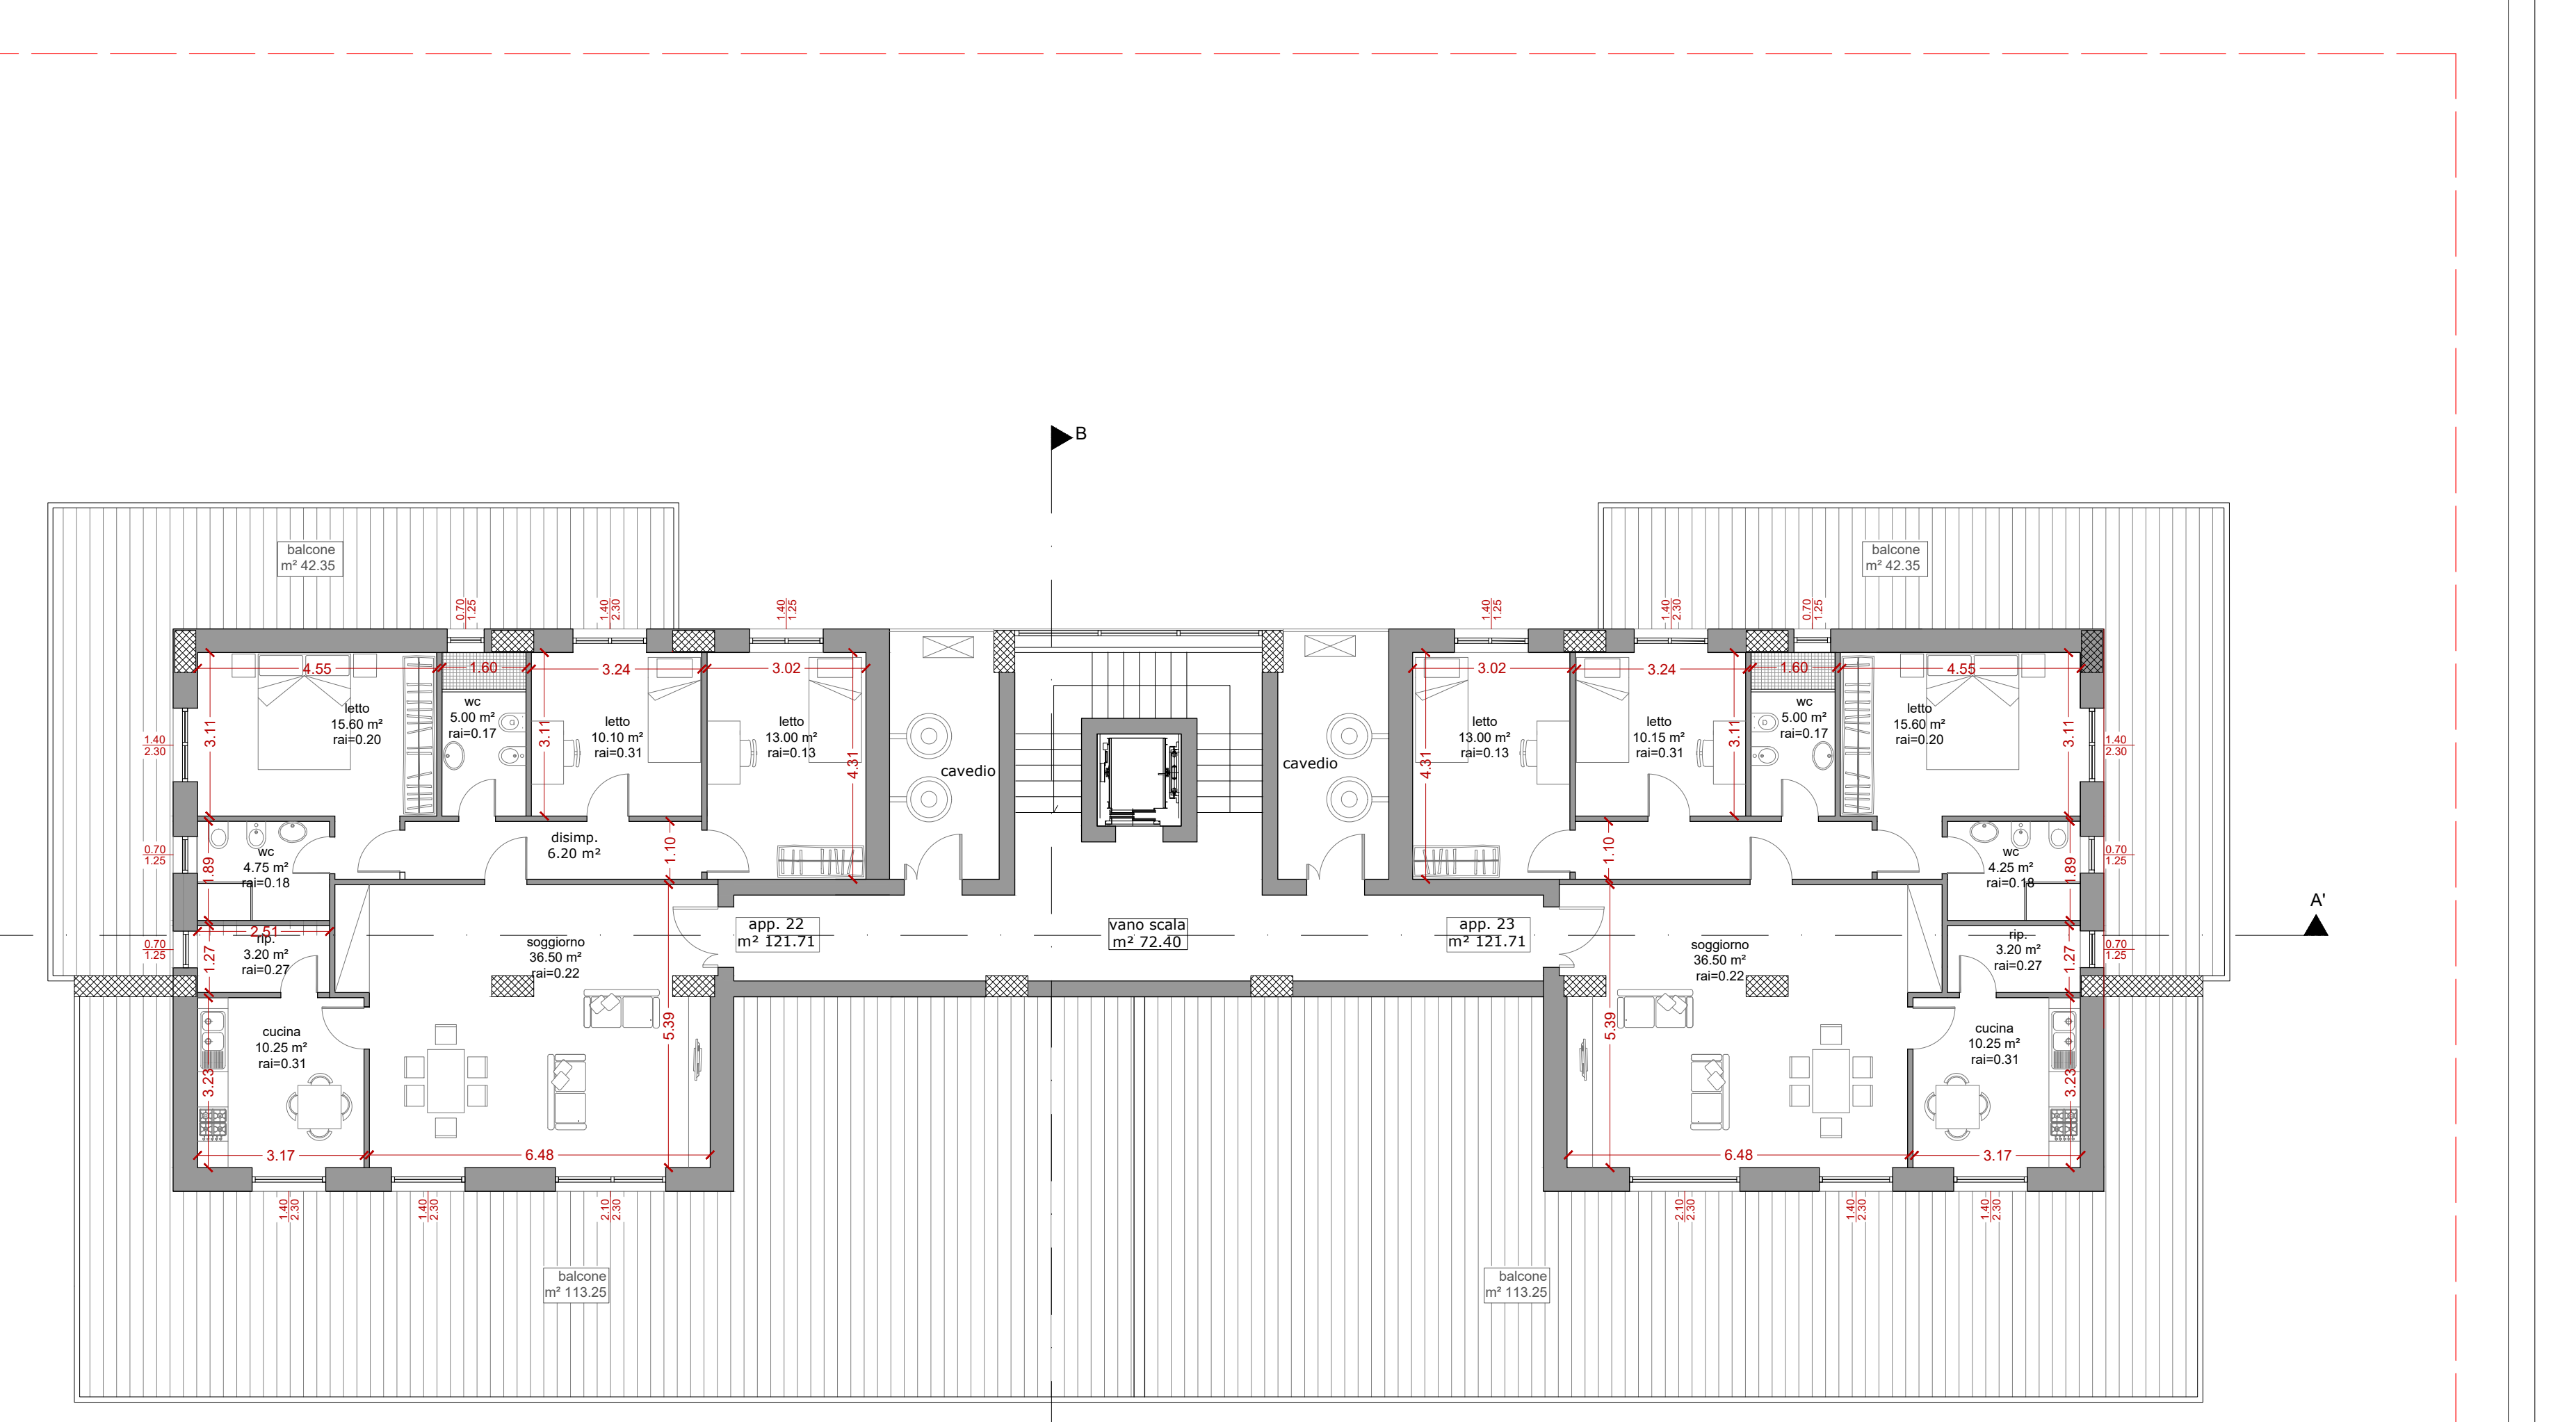 B
A'
balcone
m² 42.35
balcone
m² 42.35
0.70
1.25
1.40
2.30
1.40
1.25
1.40
1.25
1.40
2.30
0.70
1.25
4.55
1.60
3.24
3.02
3.02
3.24
1.60
4.55
letto
15.60 m²
rai=0.20
wc
5.00 m²
rai=0.17
letto
10.10 m²
rai=0.31
letto
13.00 m²
rai=0.13
cavedio
cavedio
letto
13.00 m²
rai=0.13
letto
10.15 m²
rai=0.31
wc
5.00 m²
rai=0.17
letto
15.60 m²
rai=0.20
3.11
3.11
4.31
4.31
3.11
3.11
1.40
2.30
1.40
2.30
0.70
1.25
0.70
1.25
0.70
1.25
0.70
1.25
wc
4.75 m²
rai=0.18
1.89
disimp.
6.20 m²
1.10
1.10
wc
4.25 m²
rai=0.18
1.89
2.51
rip.
3.20 m²
rai=0.27
1.27
soggiorno
36.50 m²
rai=0.22
app. 22
m² 121.71
vano scala
m² 72.40
app. 23
m² 121.71
soggiorno
36.50 m²
rai=0.22
rip.
3.20 m²
rai=0.27
1.27
cucina
10.25 m²
rai=0.31
3.23
5.39
5.39
cucina
10.25 m²
rai=0.31
3.23
3.17
6.48
6.48
3.17
1.40
2.30
1.40
2.30
2.10
2.30
2.10
2.30
1.40
2.30
1.40
2.30
balcone
m² 113.25
balcone
m² 113.25